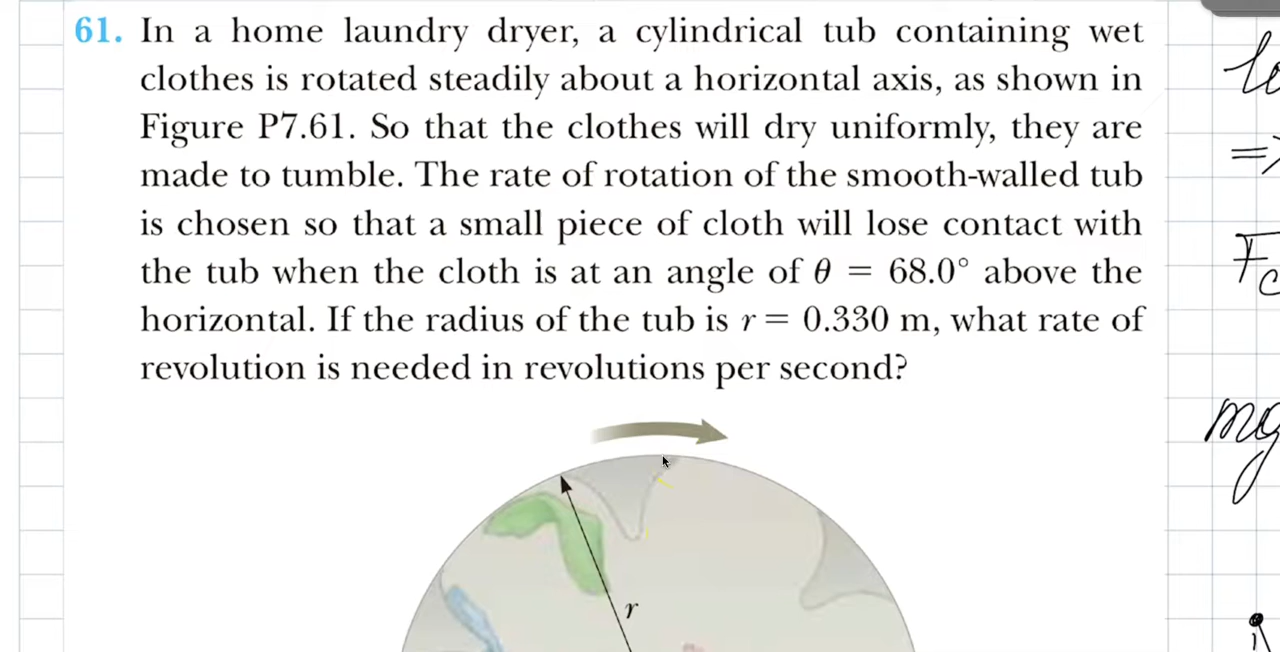 61. In a home laundry dryer, a cylindrical tub containing wet
clothes is rotated steadily about a horizontal axis, as shown in
Figure P7.61. So that the clothes will dry uniformly, they are
made to tumble. The rate of rotation of the smooth-walled tub
is chosen so that a small piece of cloth will lose contact with
the tub when the cloth is at an angle of θ = 68.0° above the
horizontal. If the radius of the tub is r = 0.330 m, what rate of
revolution is needed in revolutions per second?
r
=>
mg